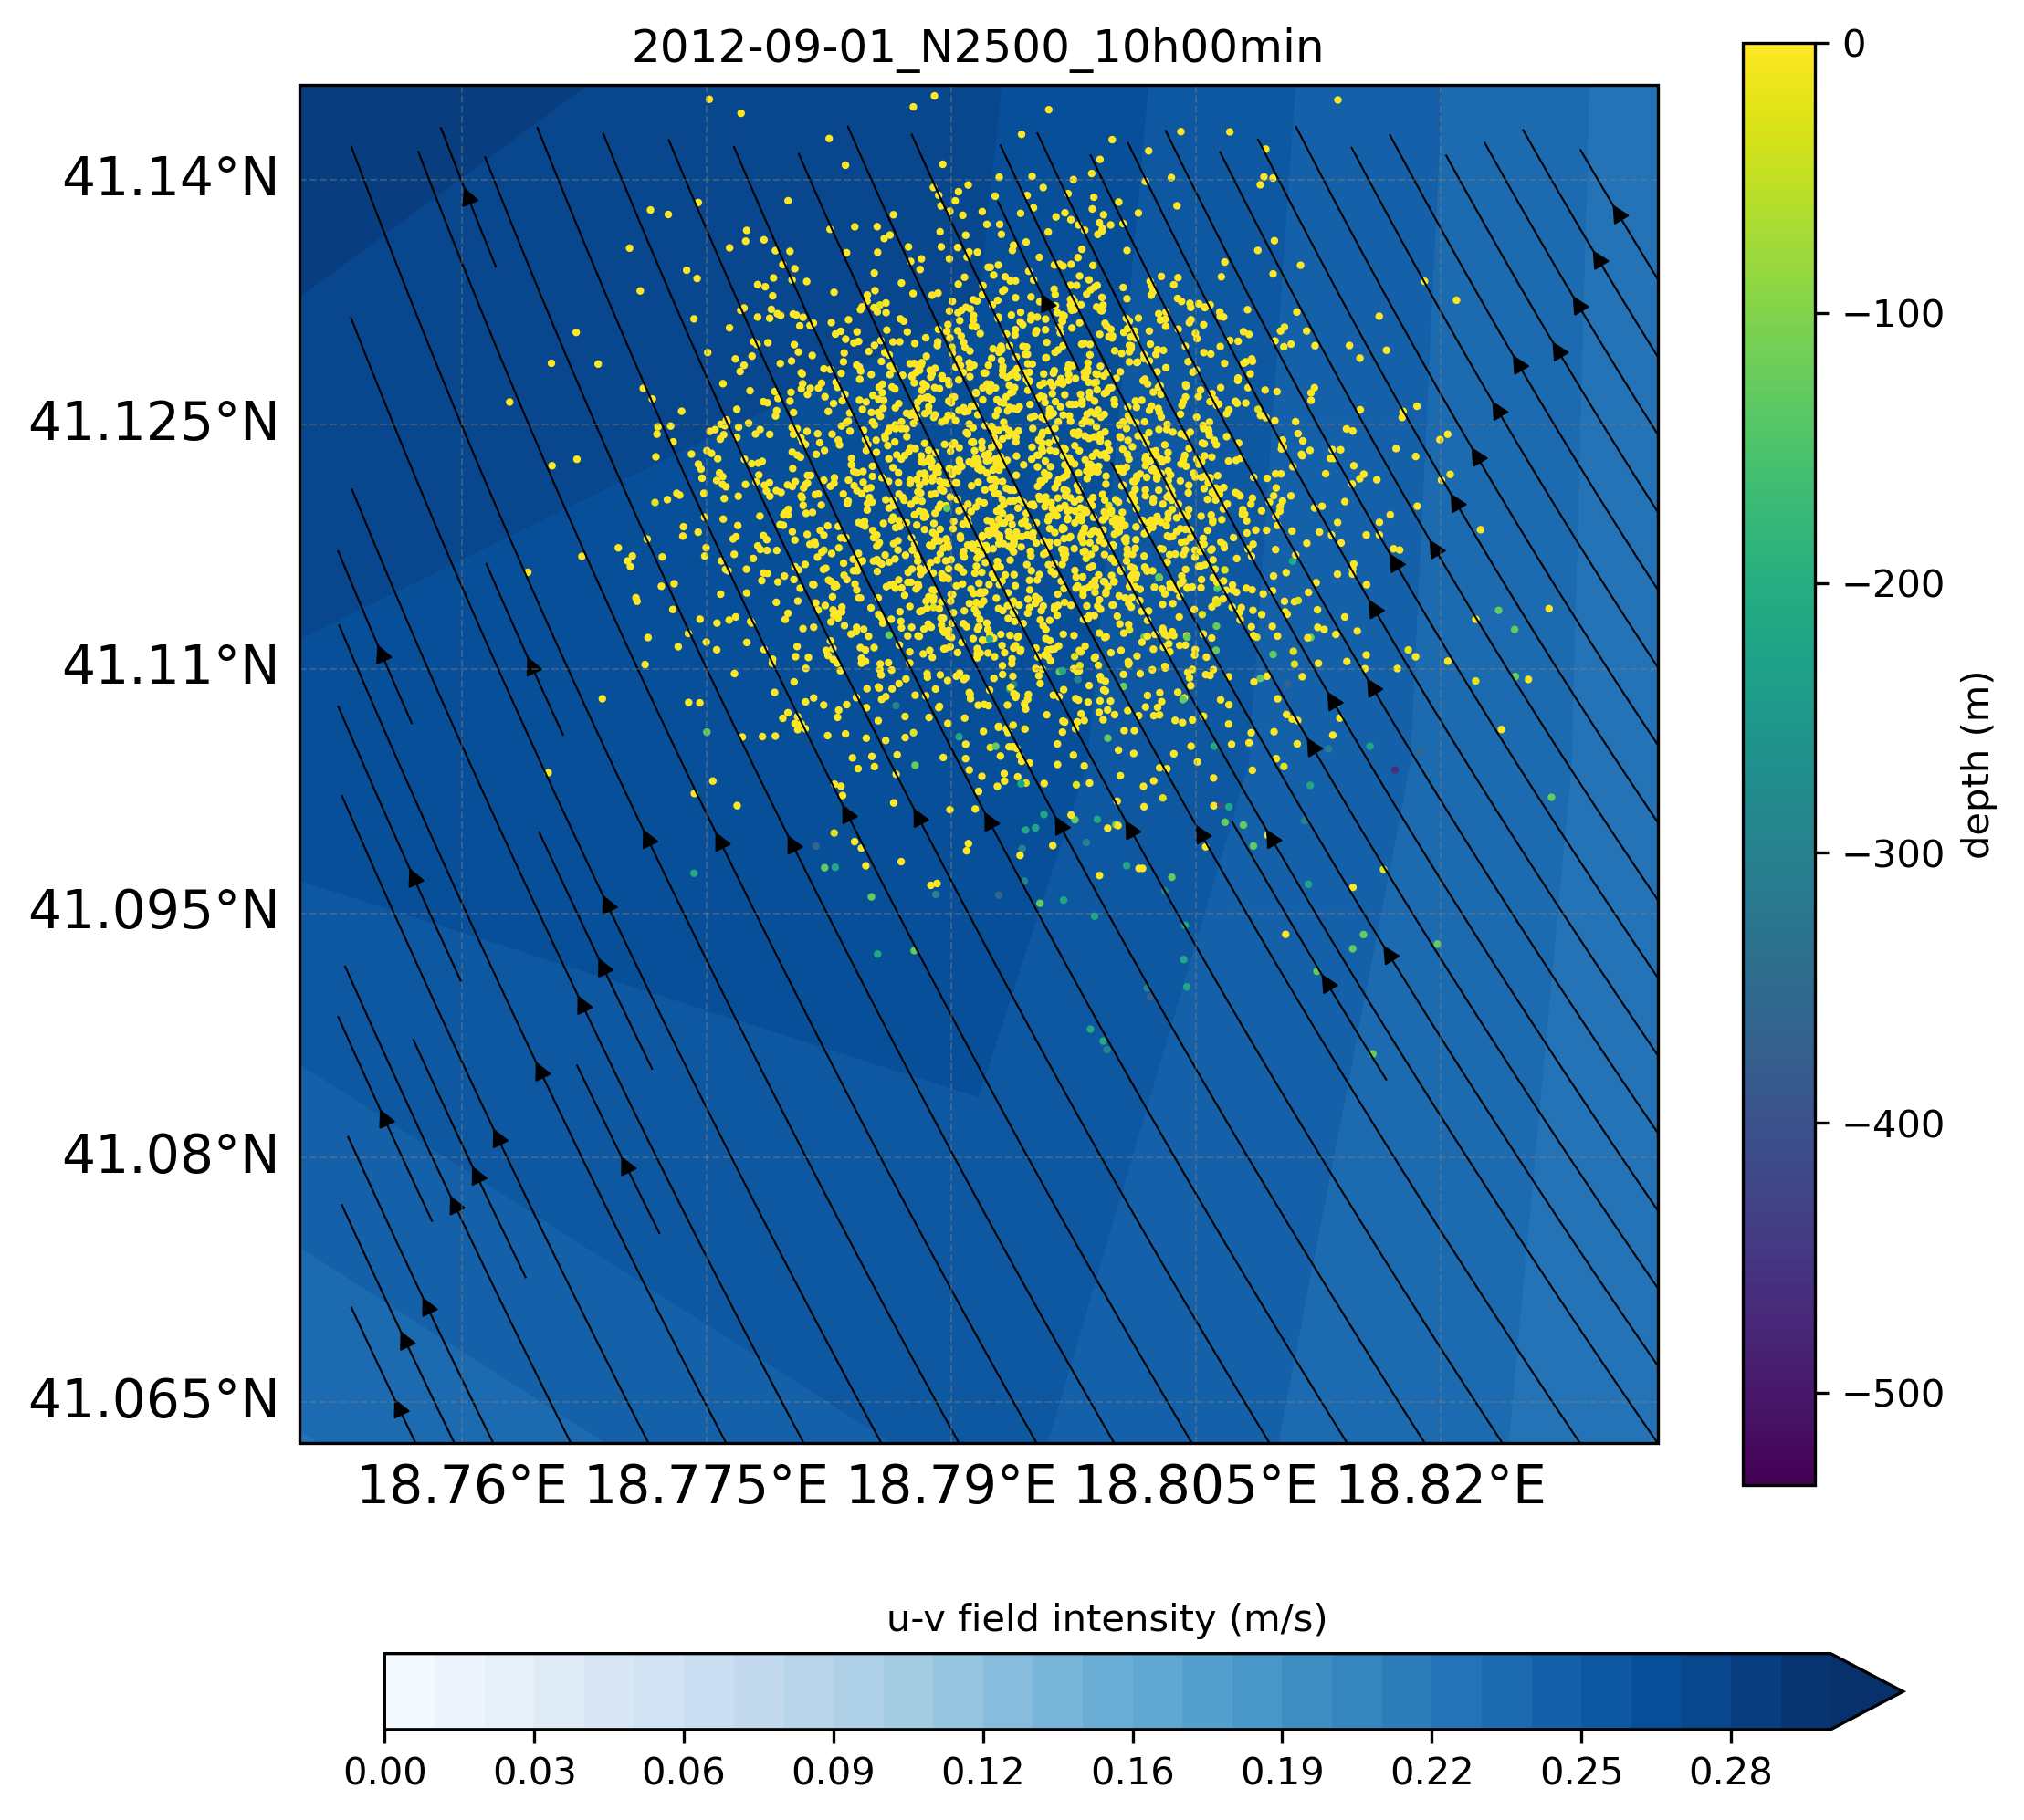 2012-09-01_N2500_10h00min
0
41.14°N
−100
41.125°N
−200
41.11°N
depth (m)
−300
41.095°N
−400
41.08°N
−500
41.065°N
18.76°E 18.775°E 18.79°E 18.805°E 18.82°E
u-v field intensity (m/s)
0.00 0.03 0.06 0.09 0.12 0.16 0.19 0.22 0.25 0.28